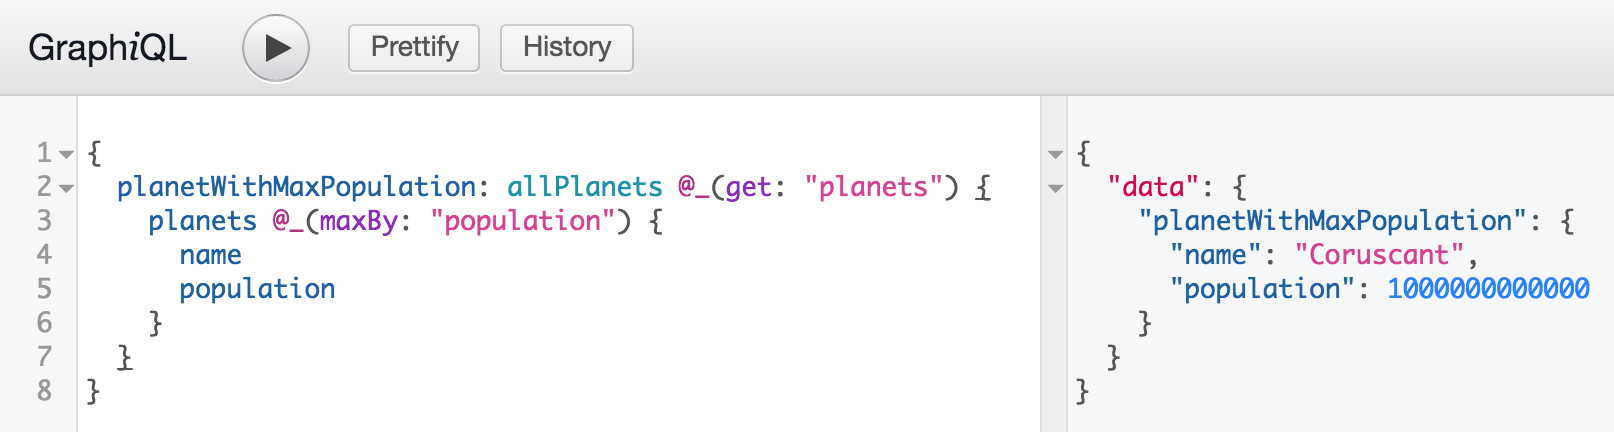 GraphiQL Prettify History
1 {
2 planetWithMaxPopulation: allPlanets @_(get: "planets") {
3 planets @_(maxBy: "population") {
4 name
5 population
6 }
7 }
8 }
{
"data": {
"planetWithMaxPopulation": {
"name": "Coruscant",
"population": 1000000000000
}
}
}